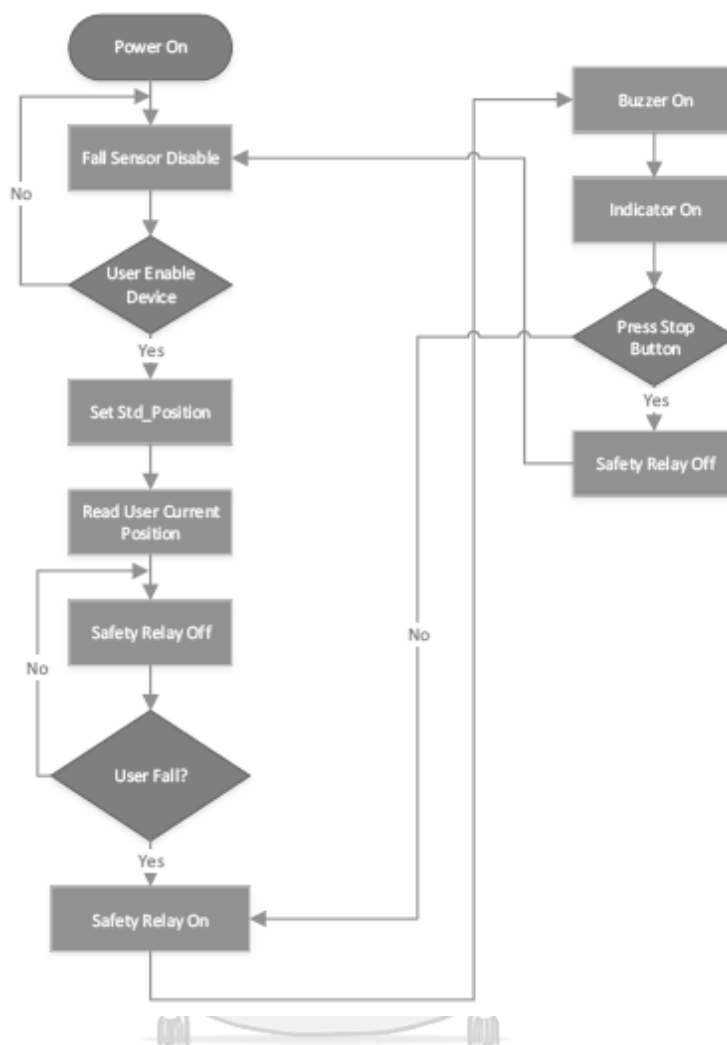 Power On
Fall Sensor Disable
No
User Enable
Device
Yes
Set Std_Position
Read User Current
Position
Safety Relay Off
No
User Fall?
Yes
Safety Relay On
Buzzer On
Indicator On
Press Stop
Button
Yes
Safety Relay Off
No